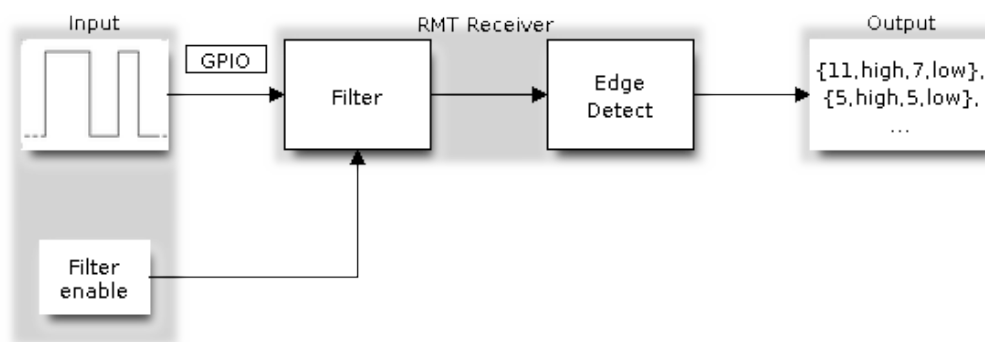 Input
RMT Receiver
Output
GPIO
Filter
Edge
Detect
{11,high,7,low},
{5,high,5,low},
...
Filter
enable